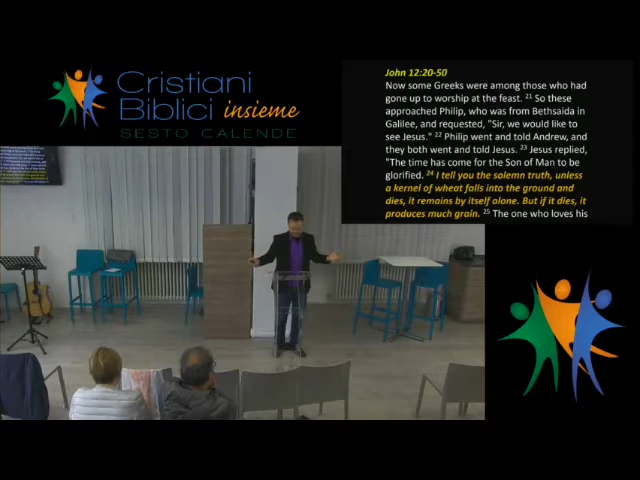 Cristiani
Biblici insieme
SESTO CALENDE
John 12:20-50
Now some Greeks were among those who had
gone up to worship at the feast. 21 So these
approached Philip, who was from Bethsaida in
Galilee, and requested, "Sir, we would like to
see Jesus." 22 Philip went and told Andrew, and
they both went and told Jesus. 23 Jesus replied,
"The time has come for the Son of Man to be
glorified. 24 I tell you the solemn truth, unless
a kernel of wheat falls into the ground and
dies, it remains by itself alone. But if it dies, it
produces much grain. 25 The one who loves his